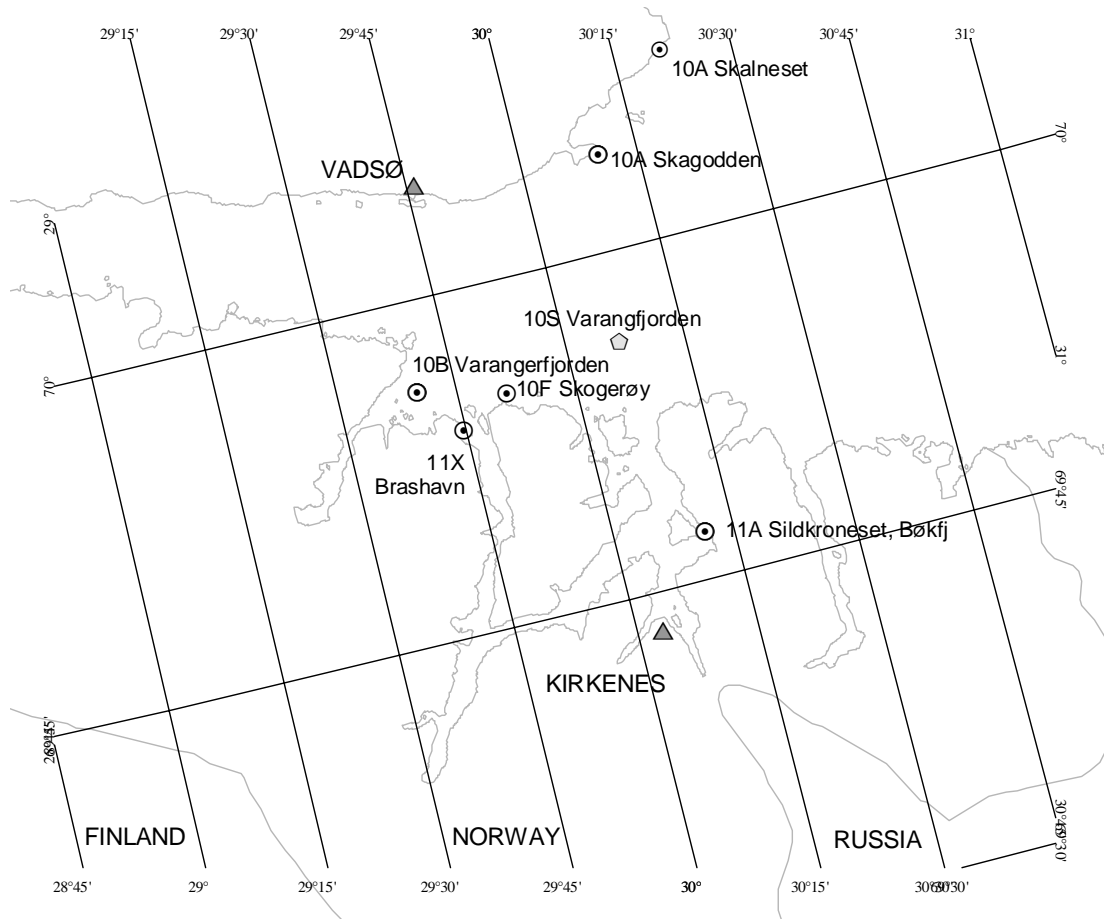 29°15'
29°30'
29°45'
30°
30°15'
30°30'
30°45'
31°
10A Skalneset
70°
VADSØ
10A Skagodden
29°
10S Varangfjorden
31°
10B Varangerfjorden
70°
10F Skogerøy
11X
Brashavn
69°45'
11A Sildkroneset, Bøkfj
KIRKENES
FINLAND
NORWAY
RUSSIA
28°45'
29°
29°15'
29°30'
29°45'
30°
30°15'